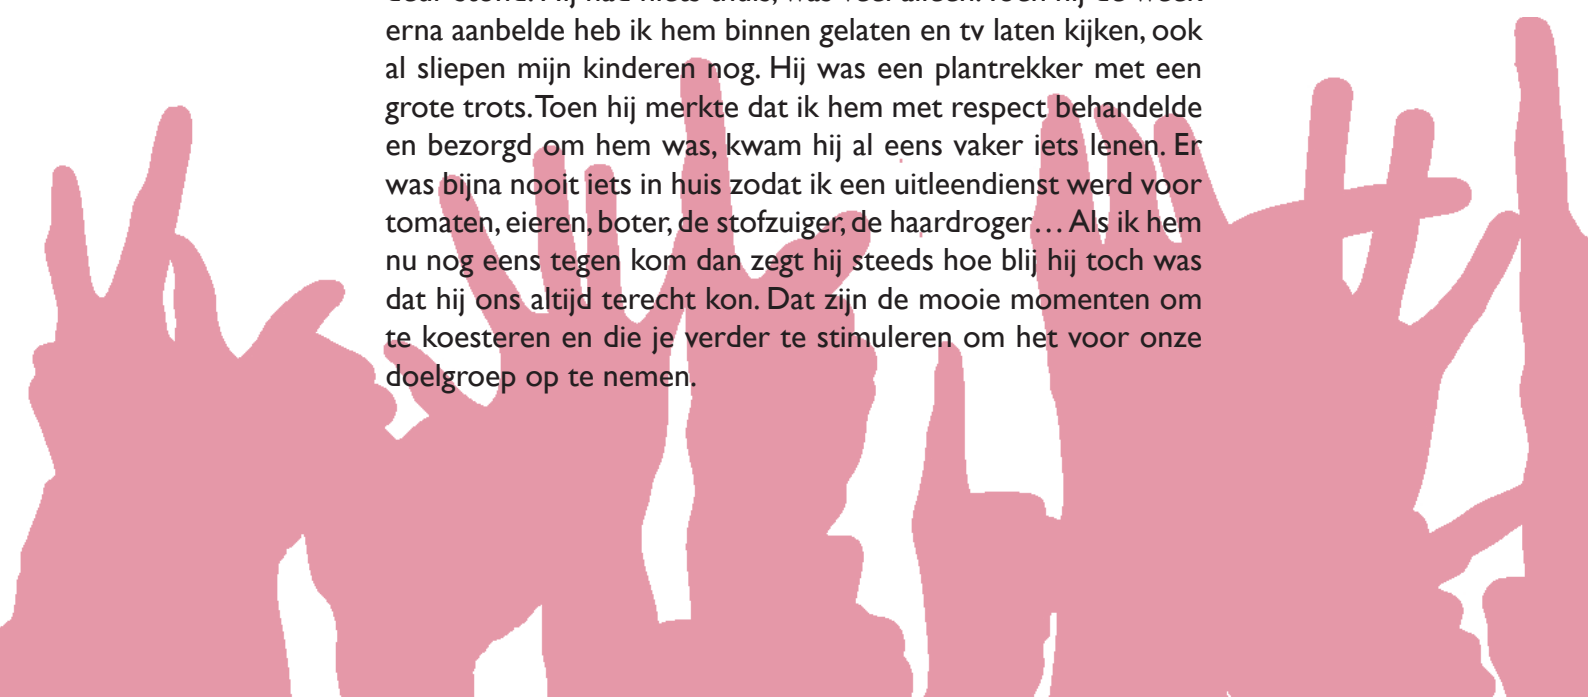 erna aanbelde heb ik hem binnen gelaten en tv laten kijken, ook
al sliepen mijn kinderen nog. Hij was een plantrekker met een
grote trots. Toen hij merkte dat ik hem met respect behandelde
en bezorgd om hem was, kwam hij al eens vaker iets lenen. Er
was bijna nooit iets in huis zodat ik een uitleendienst werd voor
tomaten, eieren, boter, de stofzuiger, de haardroger… Als ik hem
nu nog eens tegen kom dan zegt hij steeds hoe blij hij toch was
dat hij ons altijd terecht kon. Dat zijn de mooie momenten om
te koesteren en die je verder te stimuleren om het voor onze
doelgroep op te nemen.